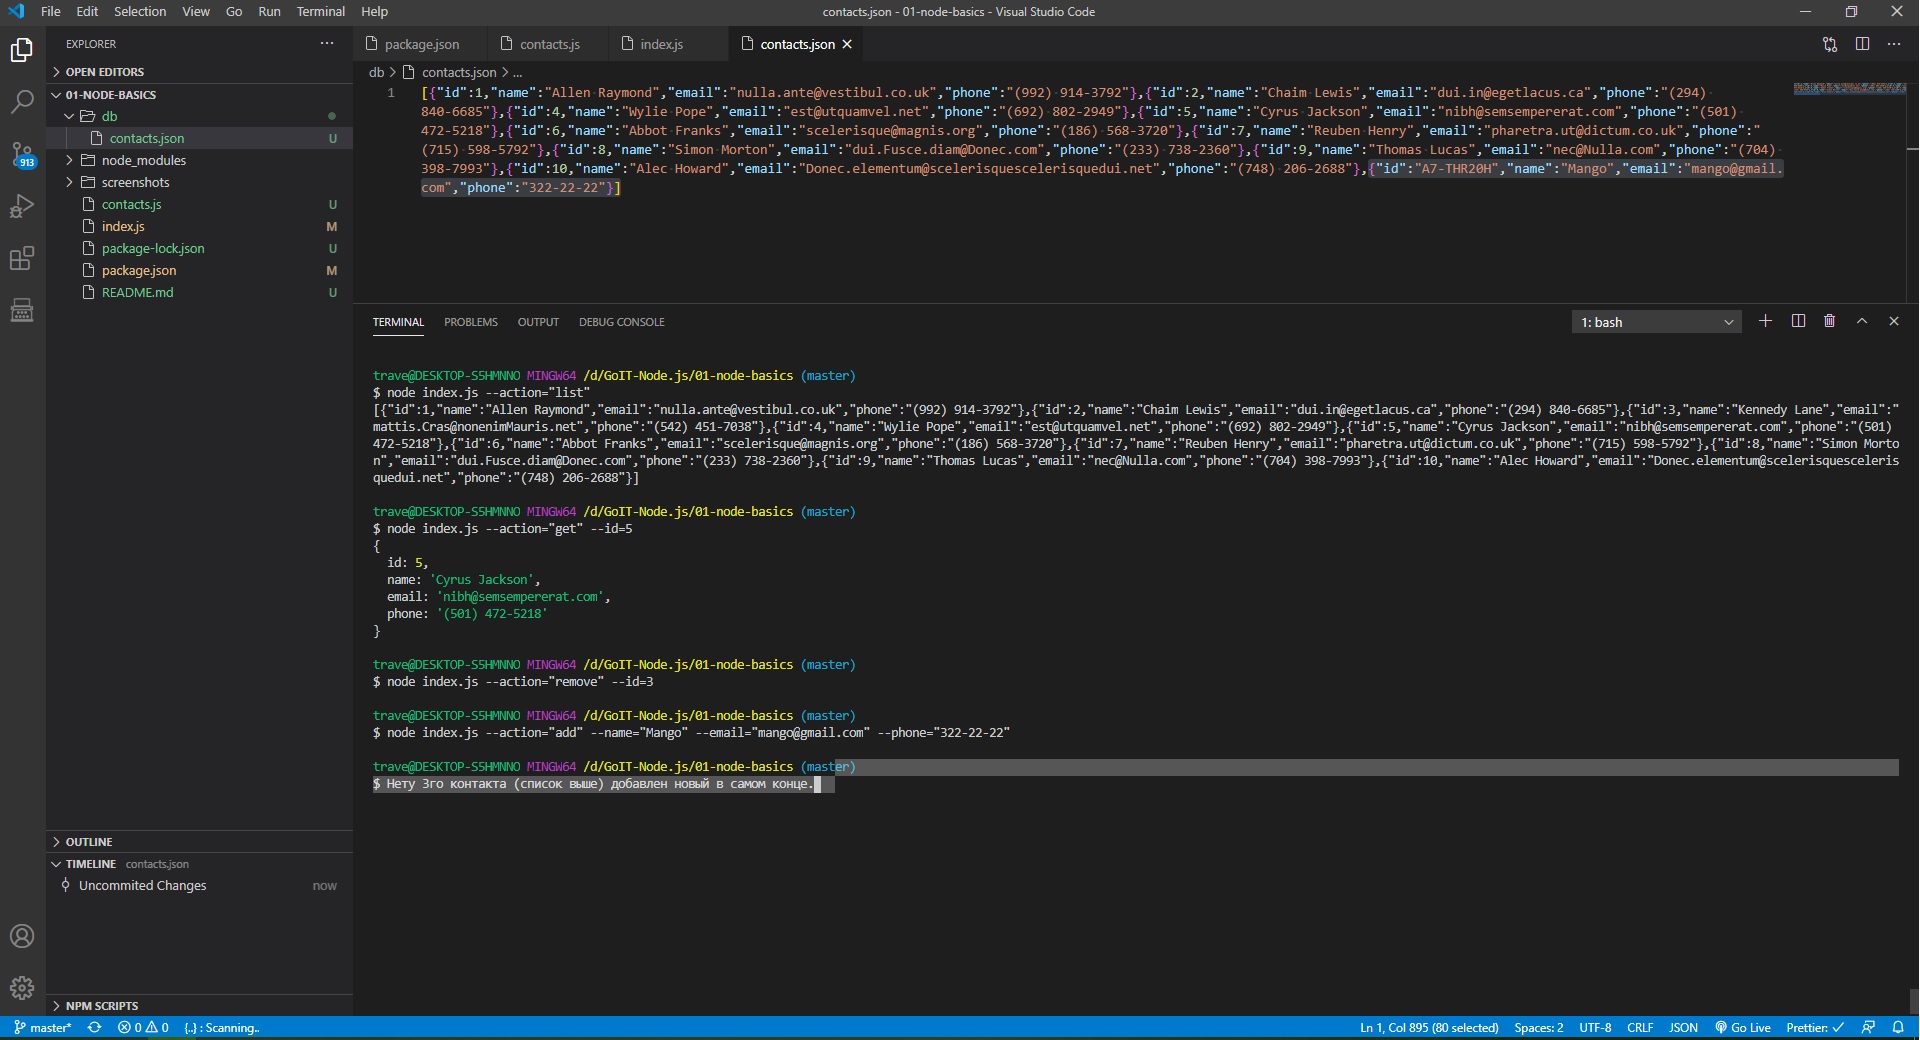 File Edit Selection View Go Run Terminal Help
contacts.json - 01-node-basics - Visual Studio Code
EXPLORER
OPEN EDITORS
01-NODE-BASICS
db
contacts.json U
node_modules
screenshots
contacts.js U
index.js M
package-lock.json U
package.json M
README.md U
913
OUTLINE
TIMELINE contacts.json
Uncommited Changes now
NPM SCRIPTS
package.json contacts.js index.js contacts.json
db > contacts.json > ...
1 [{"id":1,"name":"Allen·Raymond","email":"nulla.ante@vestibul.co.uk","phone":"(992)·914-3792"},{"id":2,"name":"Chaim·Lewis","email":"dui.in@egetlacus.ca","phone":"(294)·
840-6685"},{"id":4,"name":"Wylie·Pope","email":"est@utquamvel.net","phone":"(692)·802-2949"},{"id":5,"name":"Cyrus·Jackson","email":"nibh@semsempererat.com","phone":"(501)·
472-5218"},{"id":6,"name":"Abbot·Franks","email":"scelerisque@magnis.org","phone":"(186)·568-3720"},{"id":7,"name":"Reuben·Henry","email":"pharetra.ut@dictum.co.uk","phone":"
(715)·598-5792"},{"id":8,"name":"Simon·Morton","email":"dui.Fusce.diam@Donec.com","phone":"(233)·738-2360"},{"id":9,"name":"Thomas·Lucas","email":"nec@Nulla.com","phone":"(704)·
398-7993"},{"id":10,"name":"Alec·Howard","email":"Donec.elementum@scelerisquescelerisquedui.net","phone":"(748)·206-2688"},{"id":"A7-THR20H","name":"Mango","email":"mango@gmail.
com","phone":"322-22-22"}]
TERMINAL PROBLEMS OUTPUT DEBUG CONSOLE
1: bash
trave@DESKTOP-S5HMNNO MINGW64 /d/GoIT-Node.js/01-node-basics (master)
$ node index.js --action="list"
[{"id":1,"name":"Allen Raymond","email":"nulla.ante@vestibul.co.uk","phone":"(992) 914-3792"},{"id":2,"name":"Chaim Lewis","email":"dui.in@egetlacus.ca","phone":"(294) 840-6685"},{"id":3,"name":"Kennedy Lane","email":"
mattis.Cras@nonenimMauris.net","phone":"(542) 451-7038"},{"id":4,"name":"Wylie Pope","email":"est@utquamvel.net","phone":"(692) 802-2949"},{"id":5,"name":"Cyrus Jackson","email":"nibh@semsempererat.com","phone":"(501)
472-5218"},{"id":6,"name":"Abbot Franks","email":"scelerisque@magnis.org","phone":"(186) 568-3720"},{"id":7,"name":"Reuben Henry","email":"pharetra.ut@dictum.co.uk","phone":"(715) 598-5792"},{"id":8,"name":"Simon Morto
n","email":"dui.Fusce.diam@Donec.com","phone":"(233) 738-2360"},{"id":9,"name":"Thomas Lucas","email":"nec@Nulla.com","phone":"(704) 398-7993"},{"id":10,"name":"Alec Howard","email":"Donec.elementum@scelerisquesceleris
quedui.net","phone":"(748) 206-2688"}]
trave@DESKTOP-S5HMNNO MINGW64 /d/GoIT-Node.js/01-node-basics (master)
$ node index.js --action="get" --id=5
{
id: 5,
name: 'Cyrus Jackson',
email: 'nibh@semsempererat.com',
phone: '(501) 472-5218'
}
trave@DESKTOP-S5HMNNO MINGW64 /d/GoIT-Node.js/01-node-basics (master)
$ node index.js --action="remove" --id=3
trave@DESKTOP-S5HMNNO MINGW64 /d/GoIT-Node.js/01-node-basics (master)
$ node index.js --action="add" --name="Mango" --email="mango@gmail.com" --phone="322-22-22"
trave@DESKTOP-S5HMNNO MINGW64 /d/GoIT-Node.js/01-node-basics (master)
$ Нету 3го контакта (список выше) добавлен новый в самом конце.
master* 0 0 {..} : Scanning.. Ln 1, Col 895 (80 selected) Spaces: 2 UTF-8 CRLF JSON Go Live Prettier: ✓